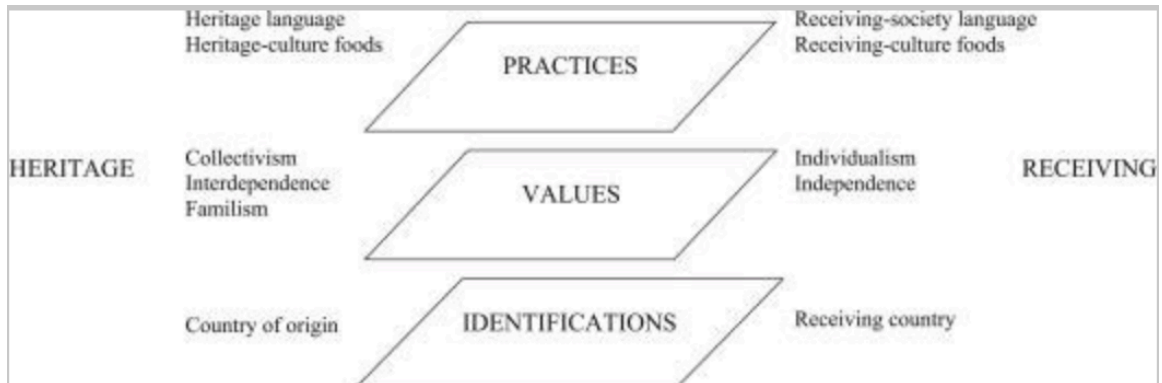 Heritage language
Heritage-culture foods
PRACTICES
Receiving-society language
Receiving-culture foods
HERITAGE
Collectivism
Interdependence
Familism
VALUES
Individualism
Independence
RECEIVING
Country of origin
IDENTIFICATIONS
Receiving country